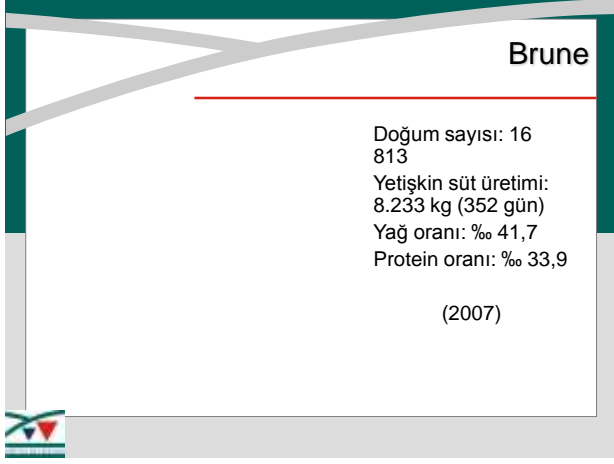 Brune
Doğum sayısı: 16
813
Yetişkin süt üretimi:
8.233 kg (352 gün)
Yağ oranı: ‰ 41,7
Protein oranı: ‰ 33,9
(2007)